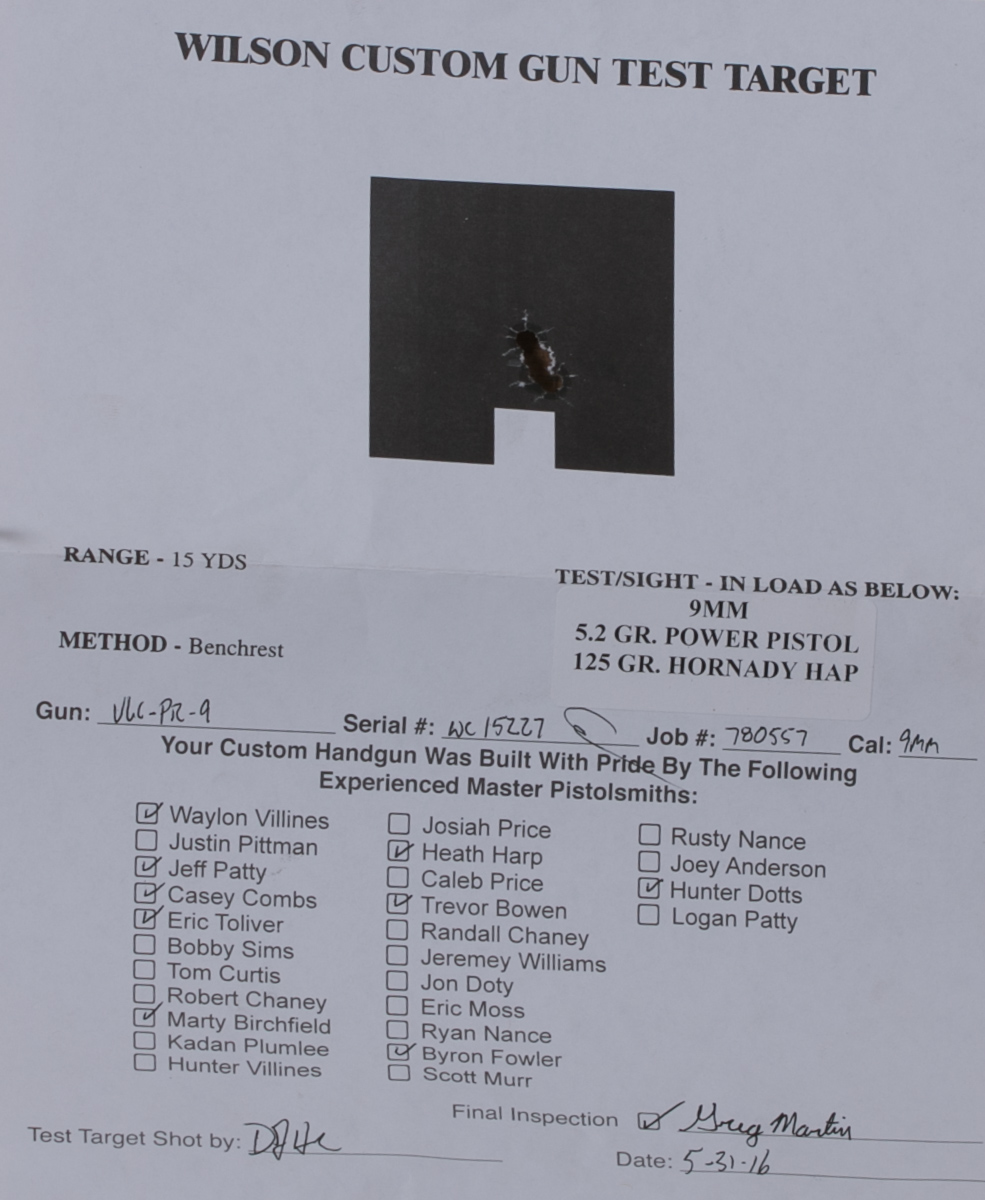 WILSON CUSTOM GUN TEST TARGET
RANGE - 15 YDS
TEST/SIGHT - IN LOAD AS BELOW:
9MM
5.2 GR. POWER PISTOL
125 GR. HORNADY HAP
METHOD - Benchrest
Gun: Serial #: WC15227 Job #: 780557 Cal: 9MM
Your Custom Handgun Was Built With Pride By The Following
Experienced Master Pistolsmiths:
Waylon Villines
Justin Pittman
Jeff Patty
Casey Combs
Eric Toliver
Bobby Sims
Tom Curtis
Robert Chaney
Marty Birchfield
Kadan Plumlee
Hunter Villines
Josiah Price
Heath Harp
Caleb Price
Trevor Bowen
Randall Chaney
Jeremey Williams
Jon Doty
Eric Moss
Ryan Nance
Byron Fowler
Scott Murr
Rusty Nance
Joey Anderson
Hunter Dotts
Logan Patty
Final Inspection Greg Martin
Test Target Shot by:
Date: 5-31-16